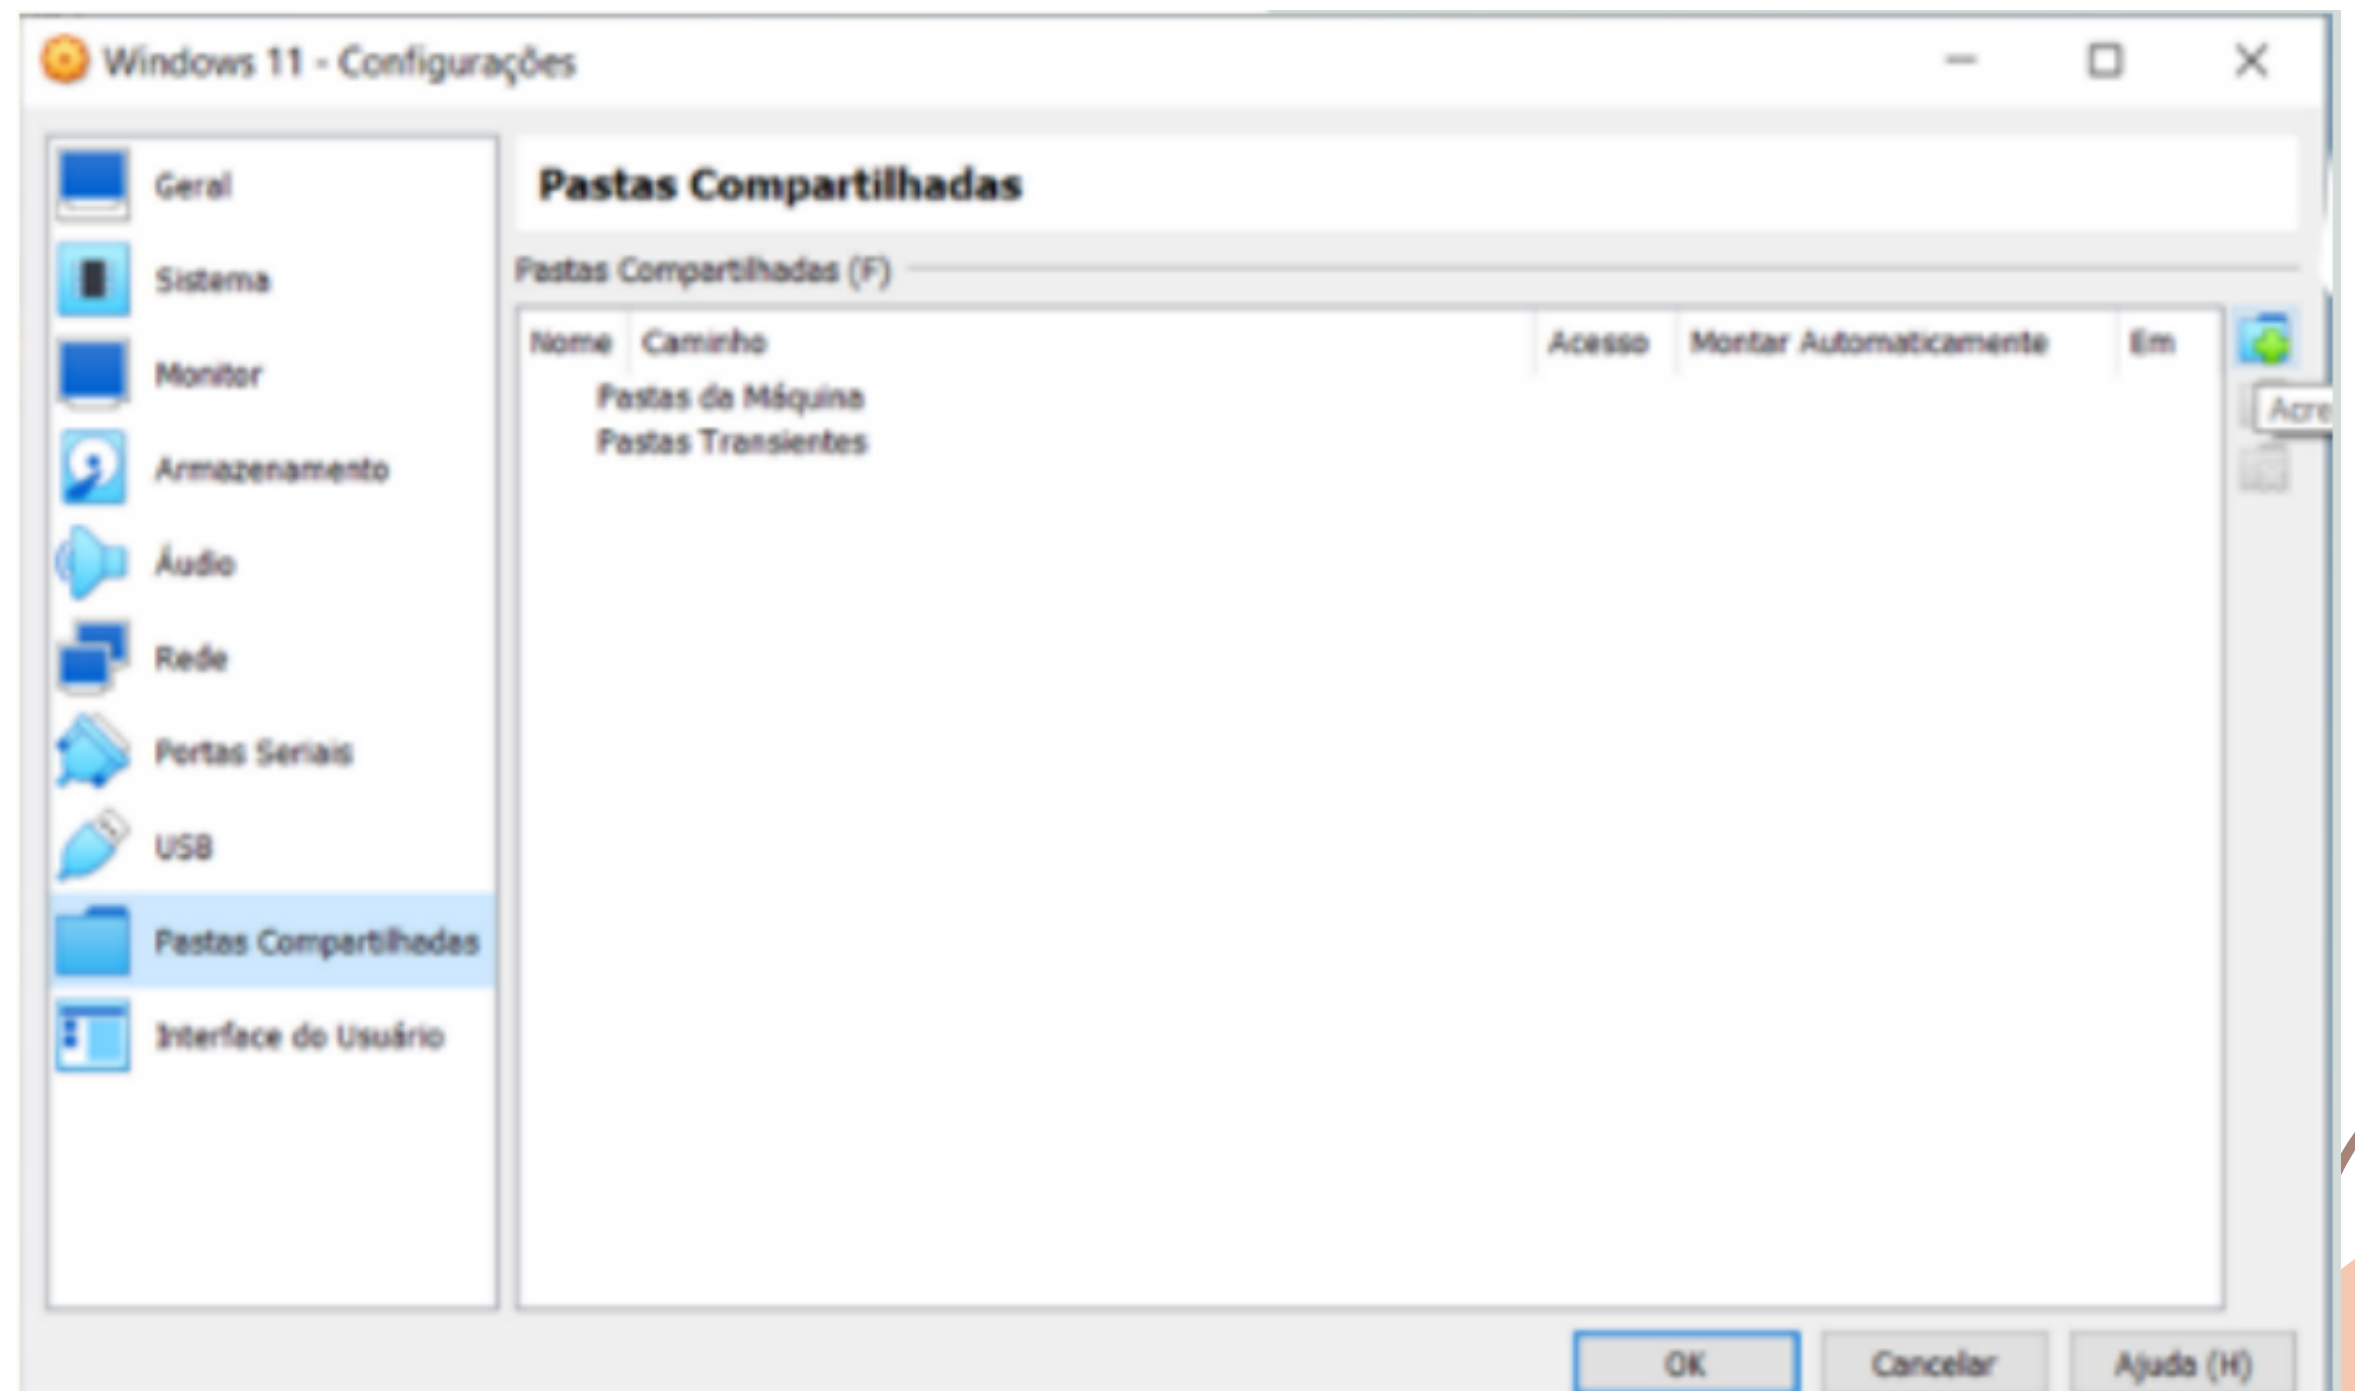 Windows 11 - Configurações
Geral
Sistema
Monitor
Armazenamento
Áudio
Rede
Portas Seriais
USB
Pastas Compartilhadas
Interface do Usuário
Pastas Compartilhadas
Pastas Compartilhadas (F)
Nome Caminho Acesso Montar Automaticamente Em
Pastas da Máquina
Pastas Transientes
Acre
OK Cancelar Ajuda (H)